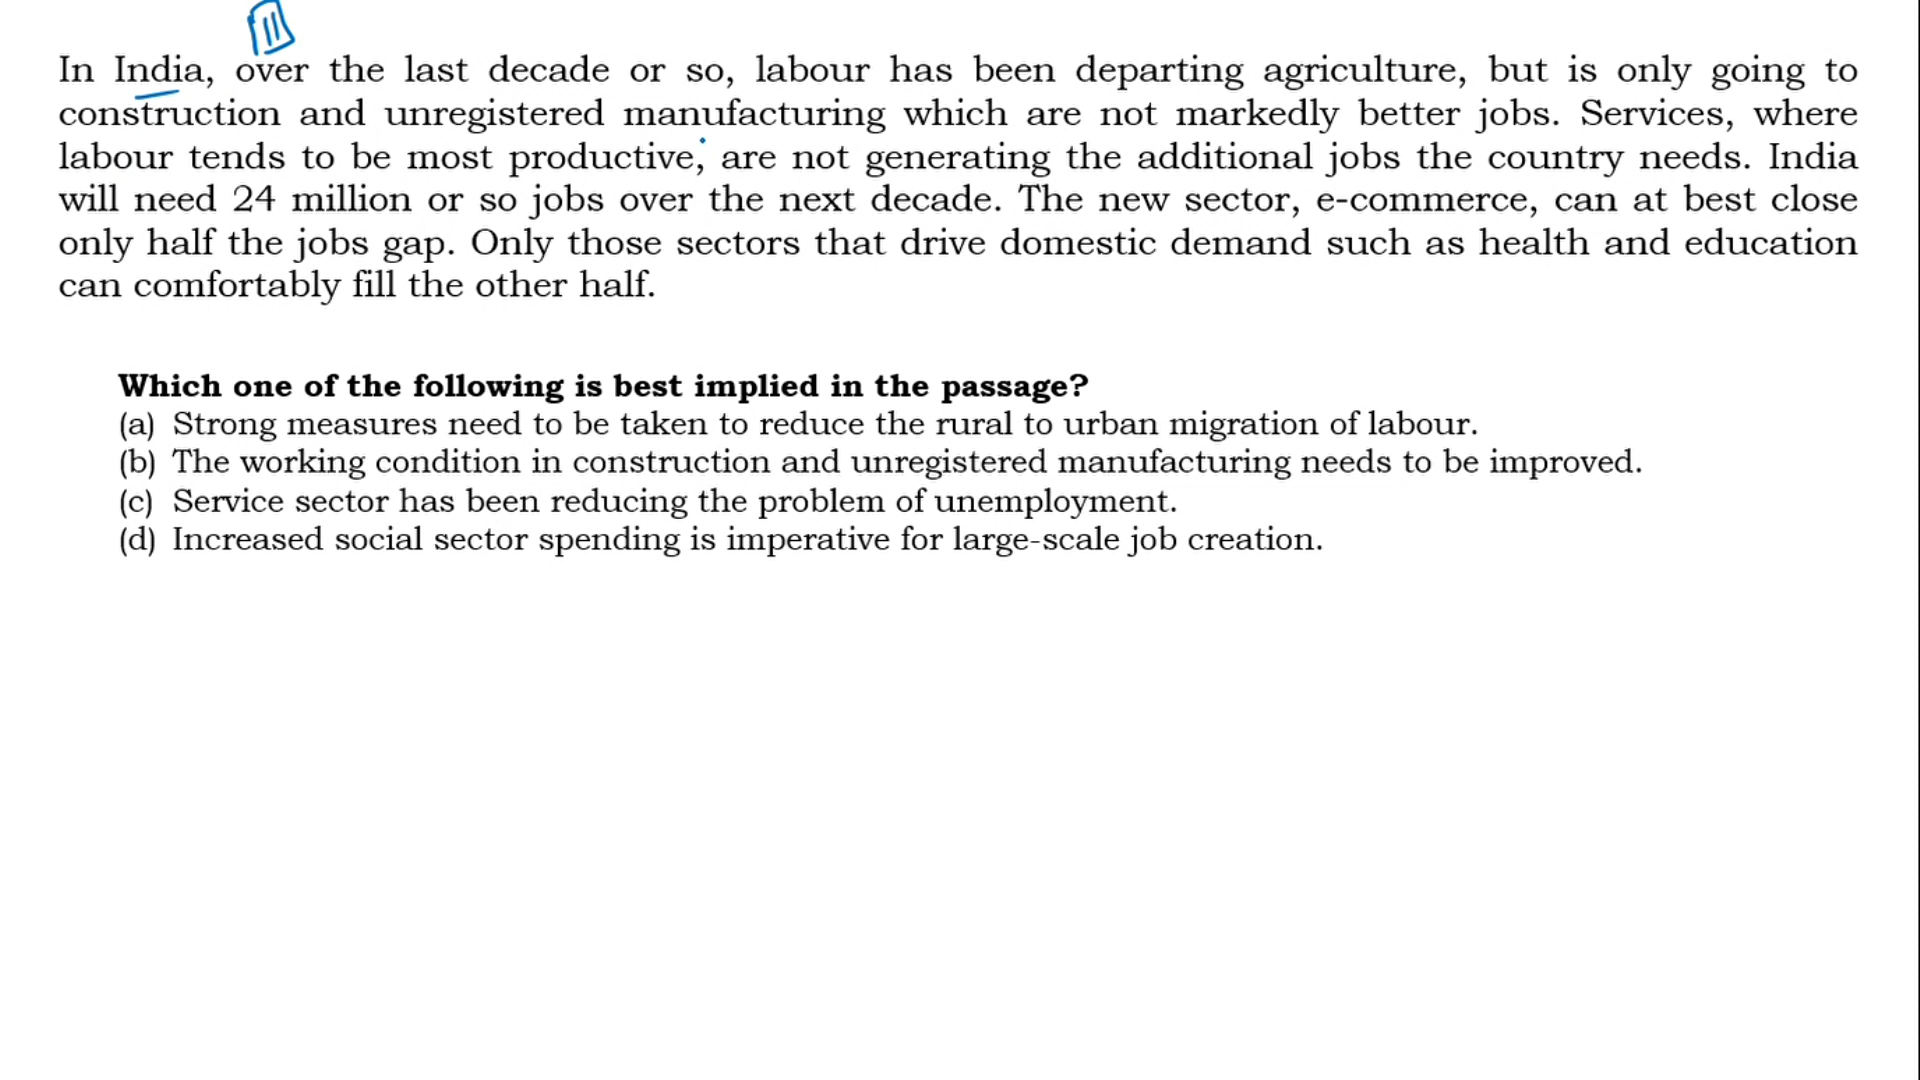 In India, over the last decade or so, labour has been departing agriculture, but is only going to
construction and unregistered manufacturing which are not markedly better jobs. Services, where
labour tends to be most productive, are not generating the additional jobs the country needs. India
will need 24 million or so jobs over the next decade. The new sector, e-commerce, can at best close
only half the jobs gap. Only those sectors that drive domestic demand such as health and education
can comfortably fill the other half.
Which one of the following is best implied in the passage?
(a) Strong measures need to be taken to reduce the rural to urban migration of labour.
(b) The working condition in construction and unregistered manufacturing needs to be improved.
(c) Service sector has been reducing the problem of unemployment.
(d) Increased social sector spending is imperative for large-scale job creation.